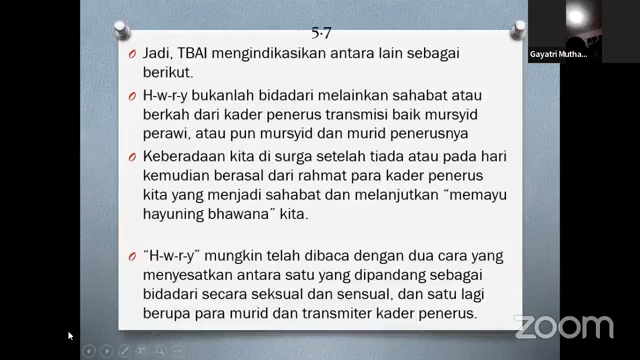 5.7
Gayatri Mutha...
Jadi, TBAI mengindikasikan antara lain sebagai
berikut.
H-w-r-y bukanlah bidadari melainkan sahabat atau
berkah dari kader penerus transmisi baik mursyid
perawi, atau pun mursyid dan murid penerusnya
Keberadaan kita di surga setelah tiada atau pada hari
kemudian berasal dari rahmat para kader penerus
kita yang menjadi sahabat dan melanjutkan “memayu
hayuning bhawana” kita.
“H-w-r-y” mungkin telah dibaca dengan dua cara yang
menyesatkan antara satu yang dipandang sebagai
bidadari secara seksual dan sensual, dan satu lagi
berupa para murid dan transmiter kader penerus.
zoom